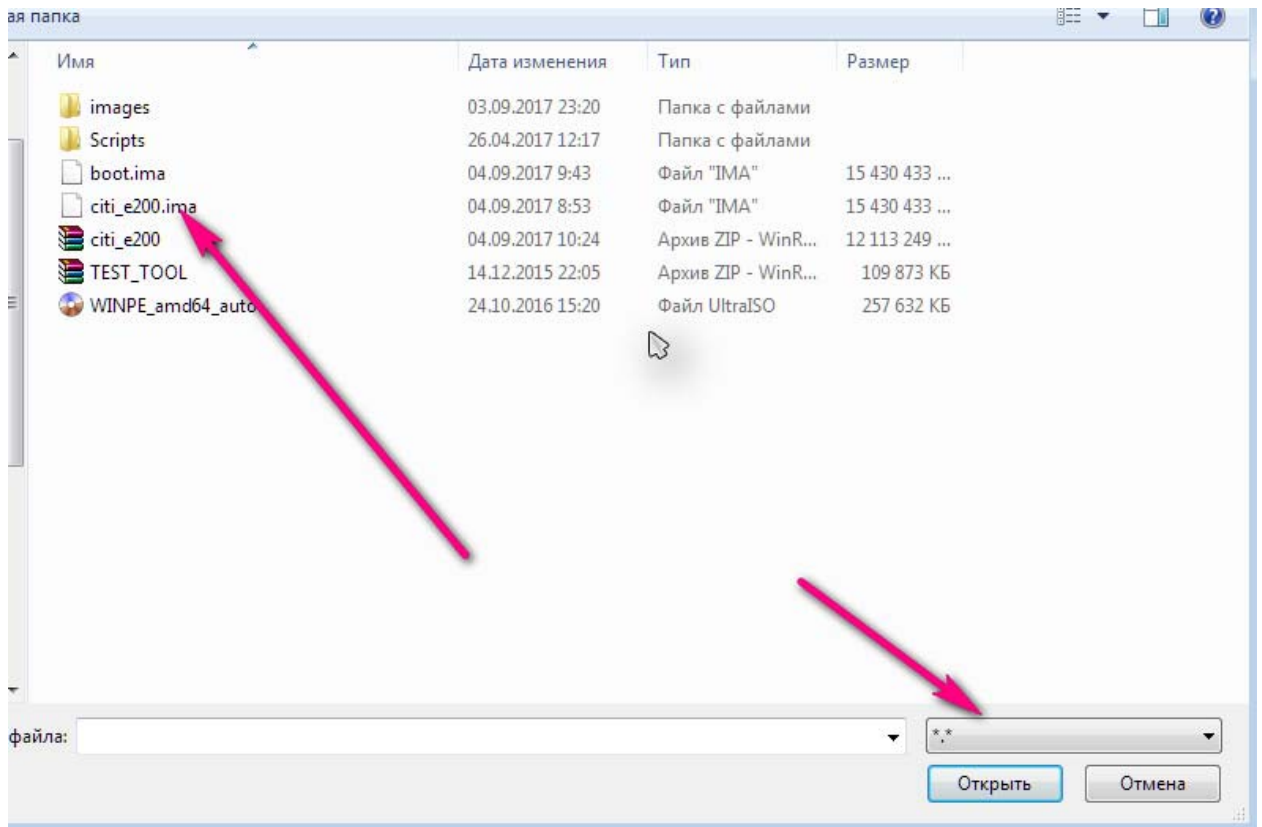 ая папка
Имя Дата изменения Тип Размер
images 03.09.2017 23:20 Папка с файлами
Scripts 26.04.2017 12:17 Папка с файлами
boot.ima 04.09.2017 9:43 Файл "IMA" 15 430 433 ...
citi_e200.ima 04.09.2017 8:53 Файл "IMA" 15 430 433 ...
citi_e200 04.09.2017 10:24 Архив ZIP - WinR... 12 113 249 ...
TEST_TOOL 14.12.2015 22:05 Архив ZIP - WinR... 109 873 КБ
WINPE_amd64_auto 24.10.2016 15:20 Файл UltraISO 257 632 КБ
файла: *.*
Открыть Отмена